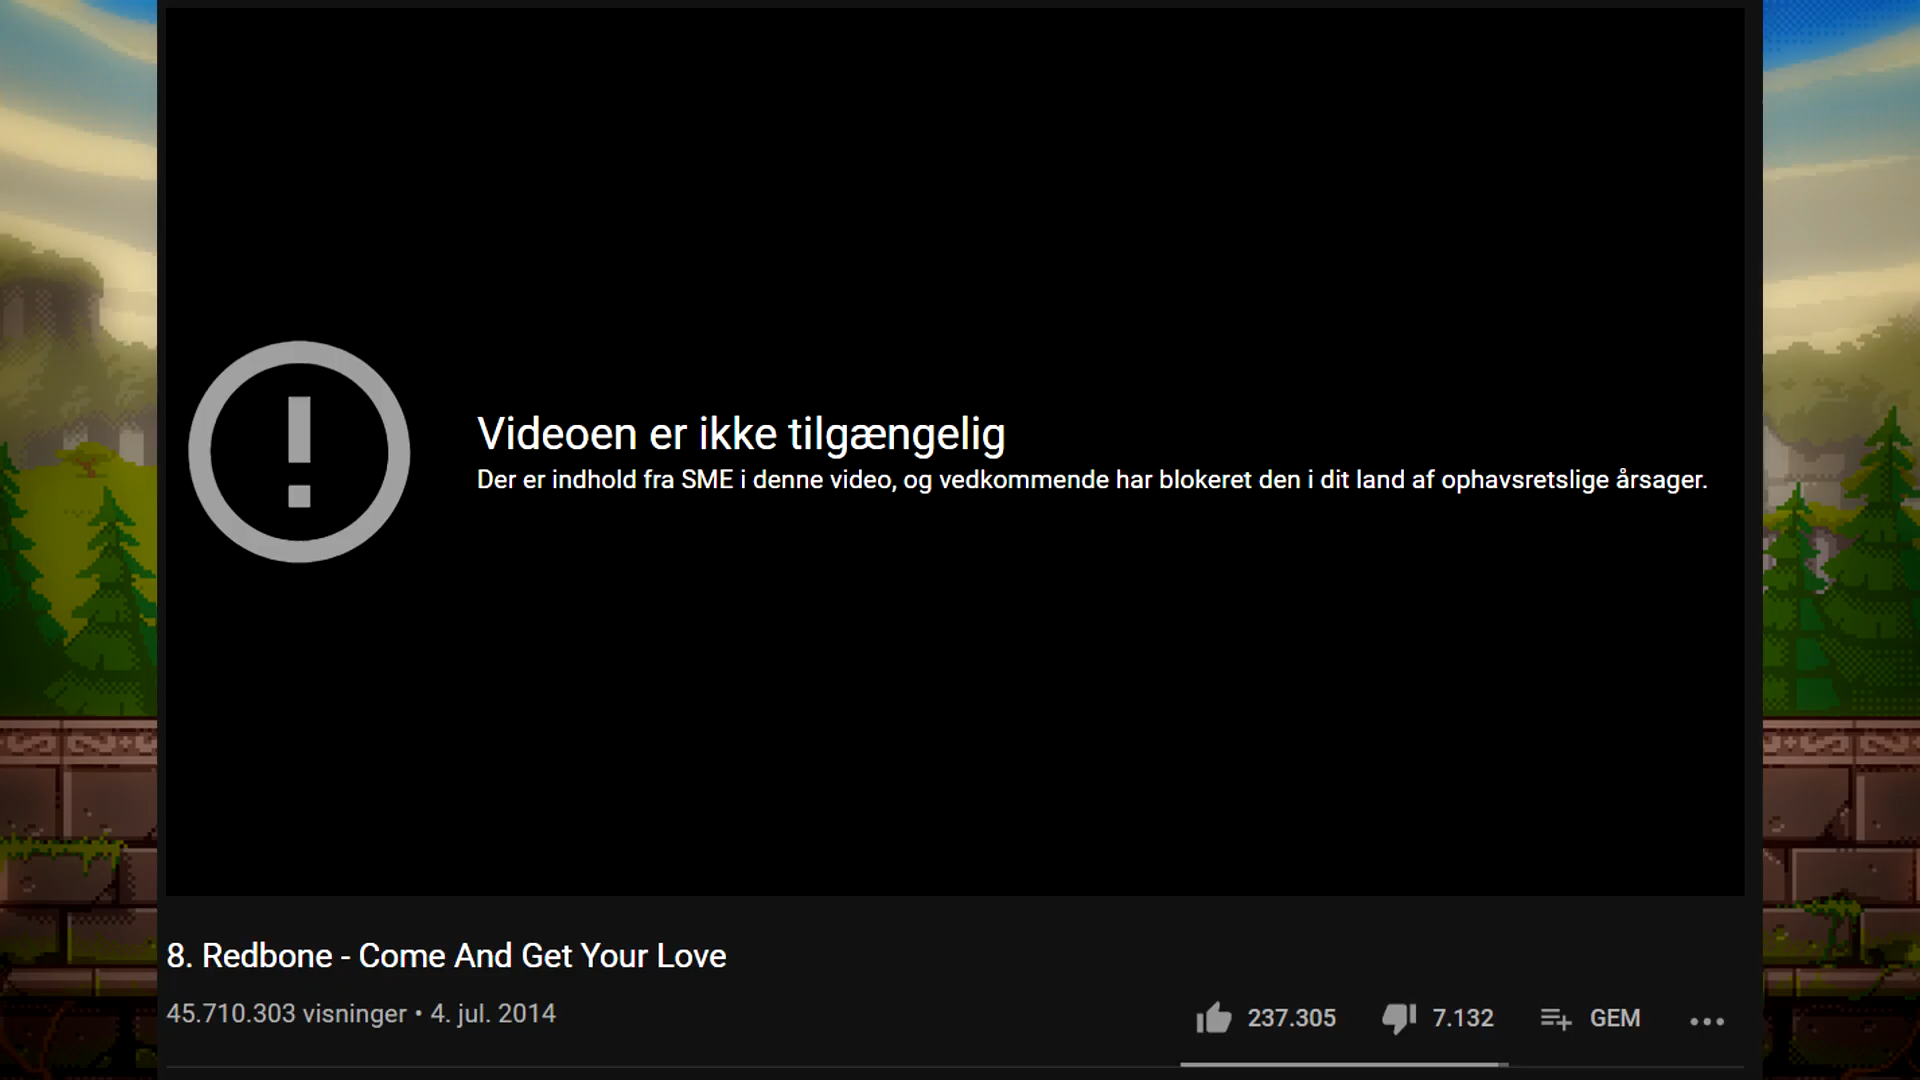 Videoen er ikke tilgængelig
Der er indhold fra SME i denne video, og vedkommende har blokeret den i dit land af ophavsretslige årsager.
8. Redbone - Come And Get Your Love
45.710.303 visninger • 4. jul. 2014
237.305 7.132 GEM